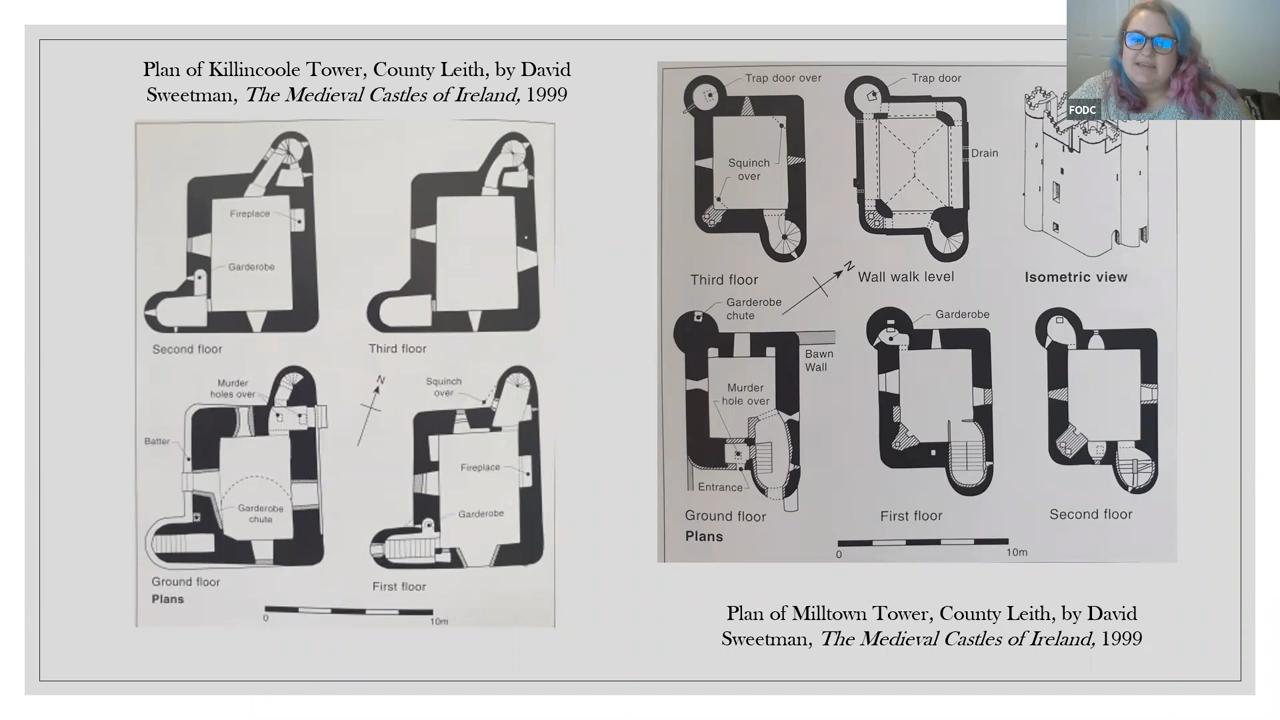 Plan of Killincoole Tower, County Leith, by David
Sweetman, The Medieval Castles of Ireland, 1999
Fireplace
Garderobe
Second floor
Third floor
Murder
holes over
N
Squinch
over
Batter
Fireplace
Garderobe
chute
Garderobe
Ground floor
First floor
Plans
0
10m
Trap door over
Trap door
Squinch
over
Drain
Third floor
Wall walk level
Isometric view
N
Garderobe
chute
Garderobe
Bawn
Wall
Murder
hole over
Entrance
Ground floor
First floor
Second floor
Plans
0
10m
Plan of Milltown Tower, County Leith, by David
Sweetman, The Medieval Castles of Ireland, 1999
FODC